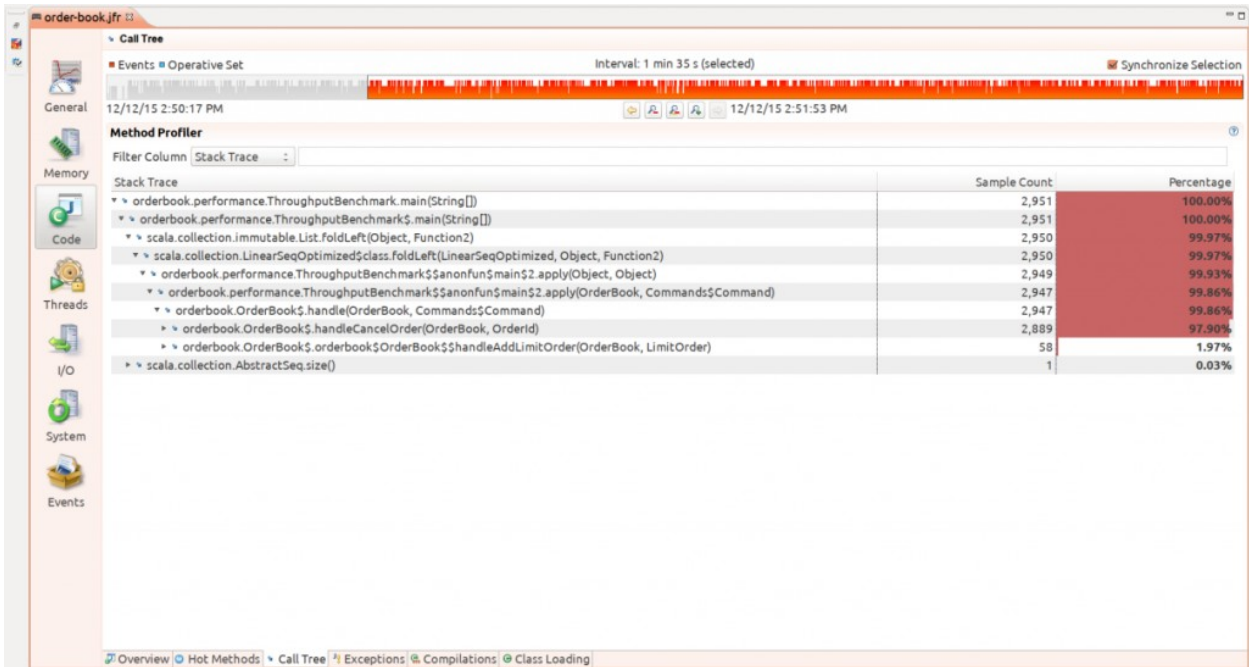 order-book.jfr
Call Tree
Events Operative Set Interval: 1 min 35 s (selected) Synchronize Selection
12/12/15 2:50:17 PM 12/12/15 2:51:53 PM
General
Memory
Code
Threads
I/O
System
Events
Method Profiler
Filter Column Stack Trace
Stack Trace Sample Count Percentage
orderbook.performance.ThroughputBenchmark.main(String[]) 2,951 100.00%
orderbook.performance.ThroughputBenchmark$.main(String[]) 2,951 100.00%
scala.collection.immutable.List.foldLeft(Object, Function2) 2,950 99.97%
scala.collection.LinearSeqOptimized$class.foldLeft(LinearSeqOptimized, Object, Function2) 2,950 99.97%
orderbook.performance.ThroughputBenchmark$$anonfun$main$2.apply(Object, Object) 2,949 99.93%
orderbook.performance.ThroughputBenchmark$$anonfun$main$2.apply(OrderBook, Commands$Command) 2,947 99.86%
orderbook.OrderBook$.handle(OrderBook, Commands$Command) 2,947 99.86%
orderbook.OrderBook$.handleCancelOrder(OrderBook, OrderId) 2,889 97.90%
orderbook.OrderBook$.orderbook$OrderBook$$handleAddLimitOrder(OrderBook, LimitOrder) 58 1.97%
scala.collection.AbstractSeq.size() 1 0.03%
Overview Hot Methods Call Tree Exceptions Compilations Class Loading